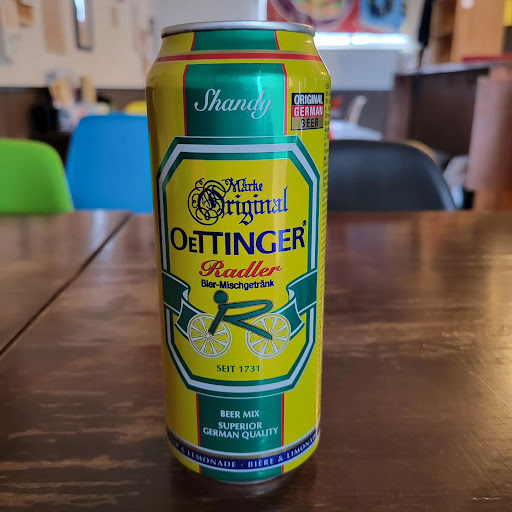 Shandy
ORIGINAL
GERMAN
BEER
Marke
Original
OETTINGER®
Radler
Bier-Mischgetränk
SEIT 1731
BEER MIX
SUPERIOR
GERMAN QUALITY
& LEMONADE · BIÈRE & LIMONADE